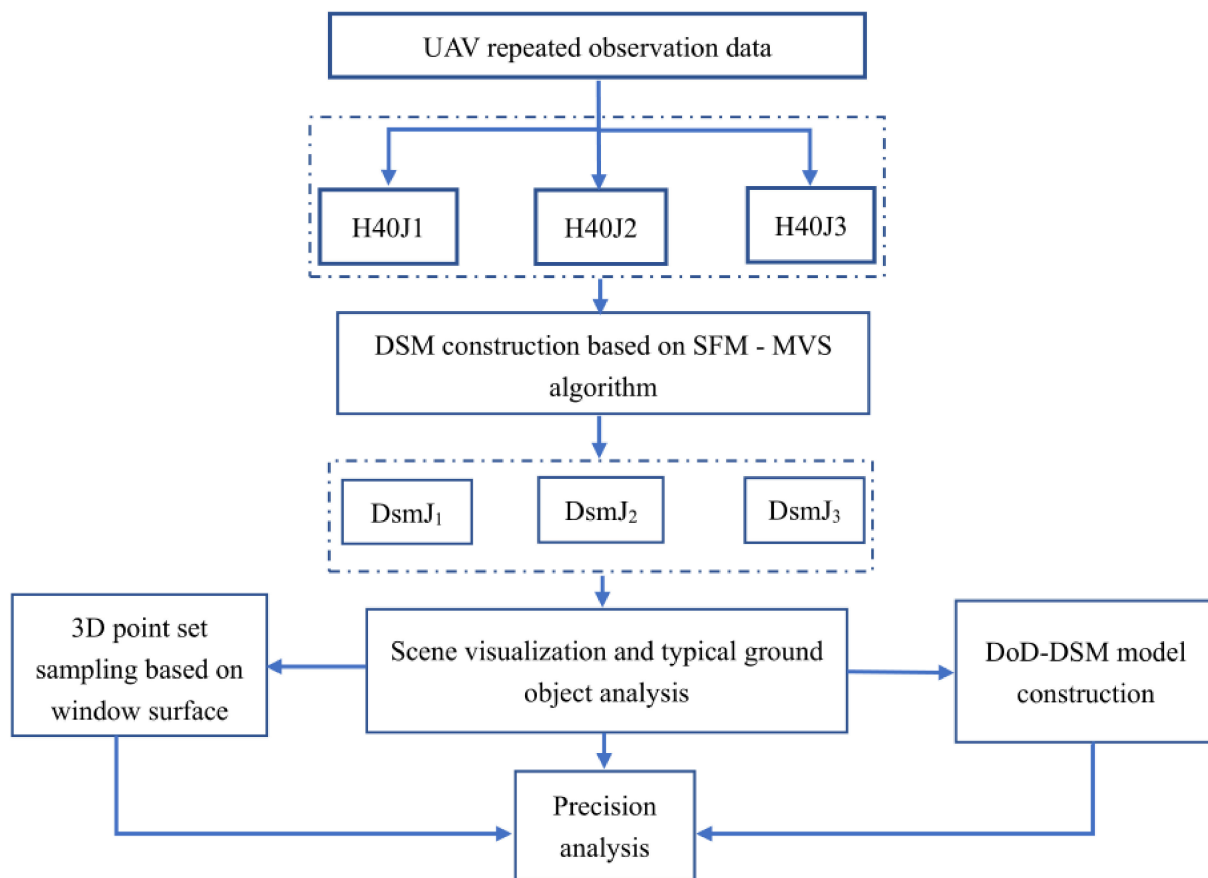 UAV repeated observation data
H40J1
H40J2
H40J3
DSM construction based on SFM - MVS
algorithm
DsmJ₁
DsmJ₂
DsmJ₃
3D point set
sampling based on
window surface
Scene visualization and typical ground
object analysis
DoD-DSM model
construction
Precision
analysis